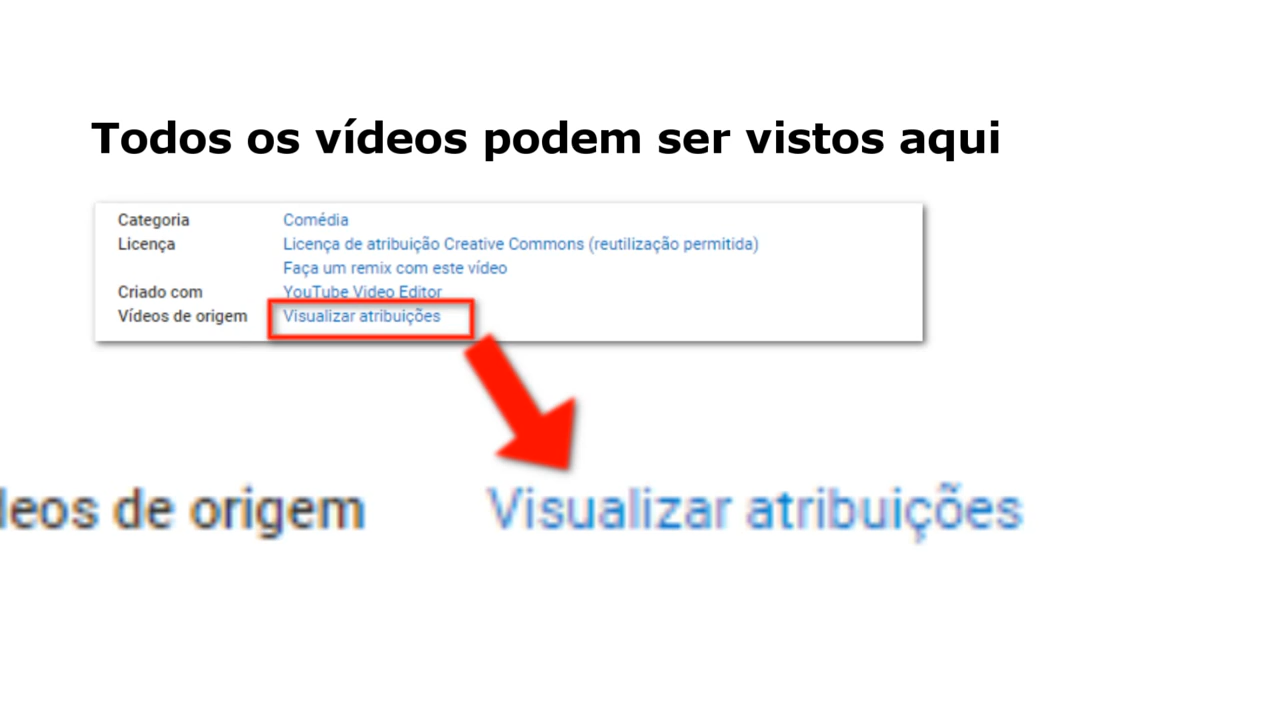 Todos os vídeos podem ser vistos aqui
Categoria Comédia
Licença Licença de atribuição Creative Commons (reutilização permitida)
Faça um remix com este vídeo
Criado com YouTube Video Editor
Vídeos de origem Visualizar atribuições
deos de origem Visualizar atribuições